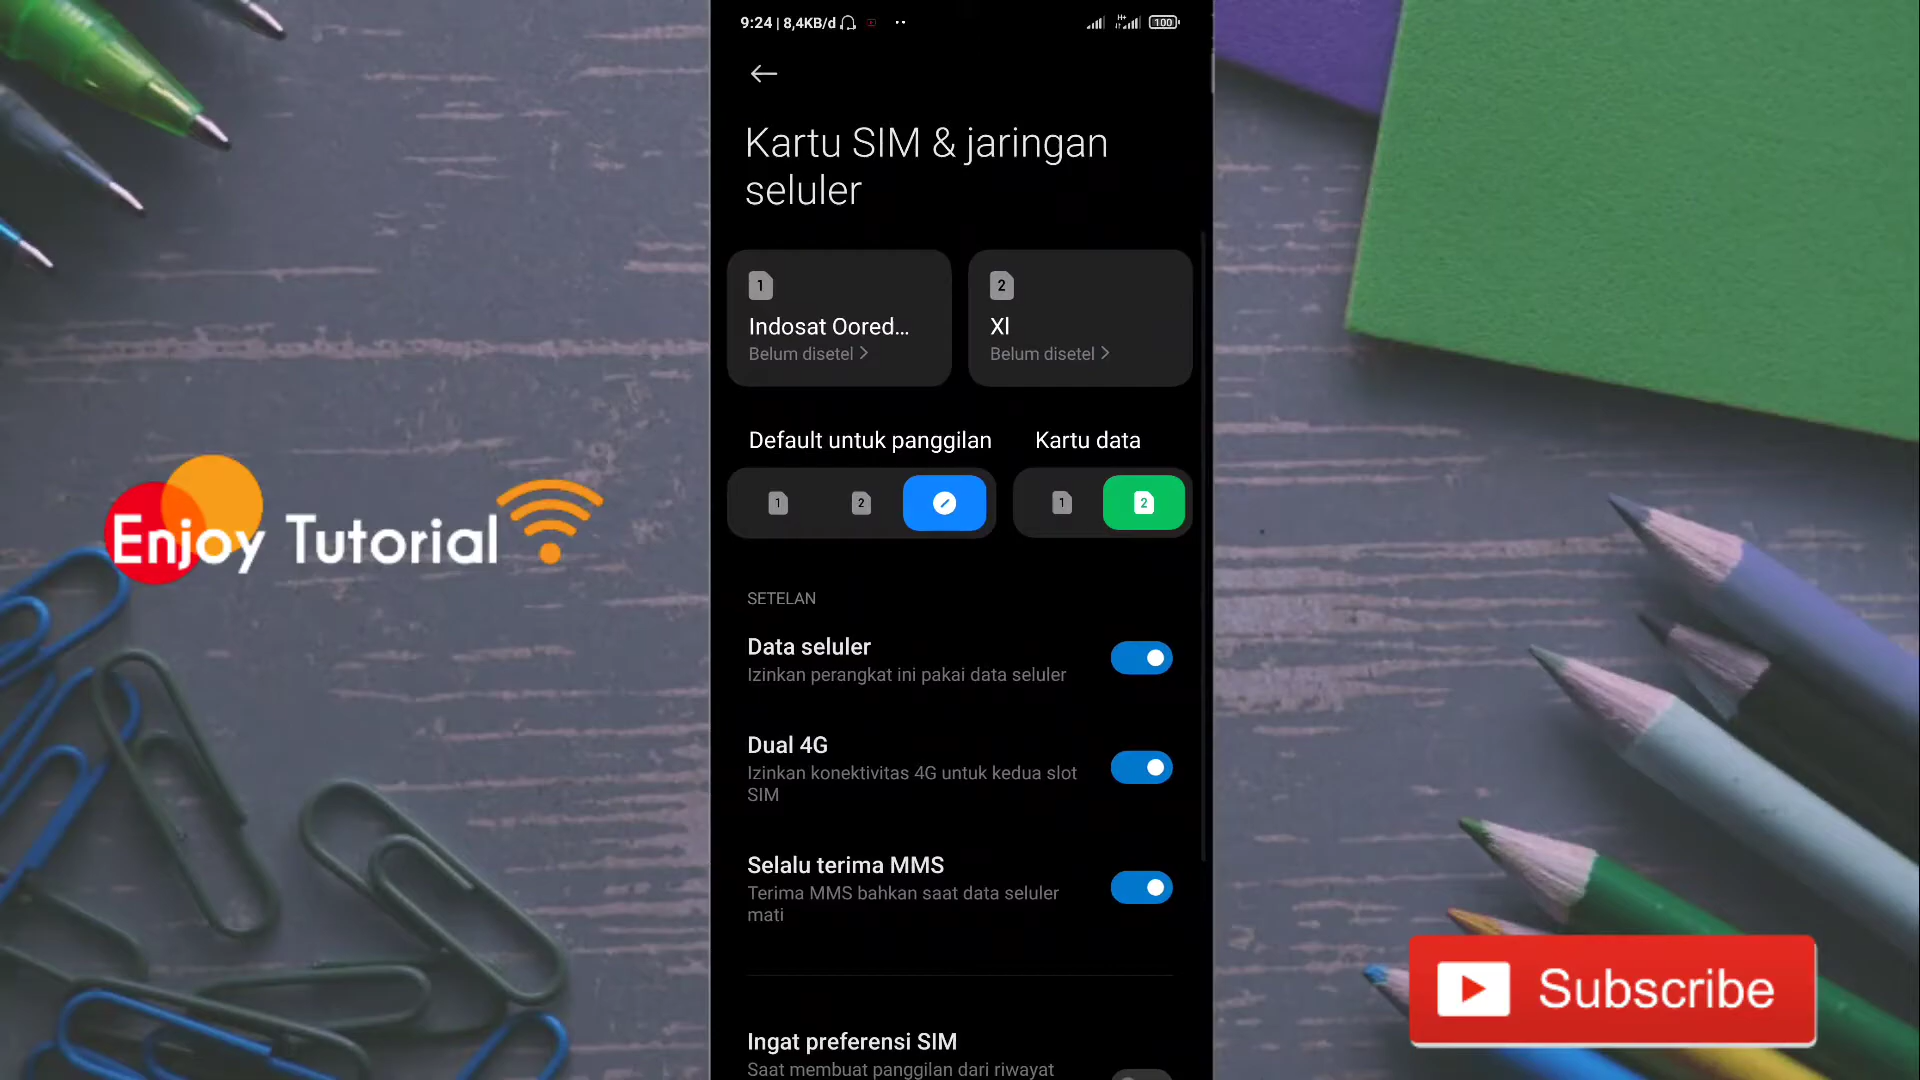 9:24 | 8,4KB/d
H+
100
Kartu SIM & jaringan
seluler
1
2
Indosat Oored...
Xl
Belum disetel
Belum disetel
Default untuk panggilan
Kartu data
1
2
1
2
SETELAN
Data seluler
Izinkan perangkat ini pakai data seluler
Dual 4G
Izinkan konektivitas 4G untuk kedua slot
SIM
Selalu terima MMS
Terima MMS bahkan saat data seluler
mati
Ingat preferensi SIM
Saat membuat panggilan dari riwayat
Enjoy Tutorial
Subscribe